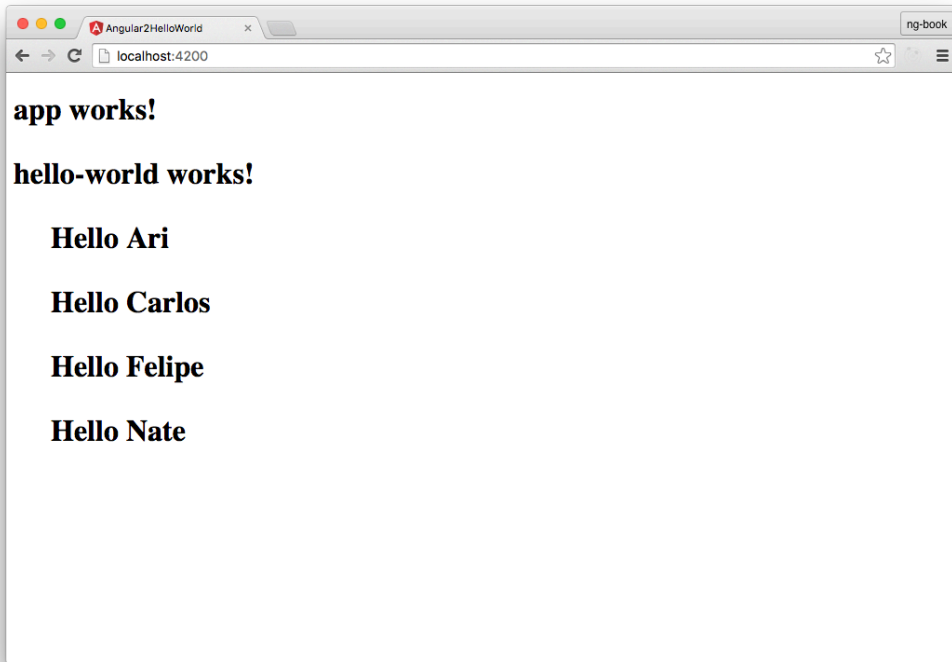 Angular2HelloWorld
ng-book
localhost:4200
app works!
hello-world works!
Hello Ari
Hello Carlos
Hello Felipe
Hello Nate